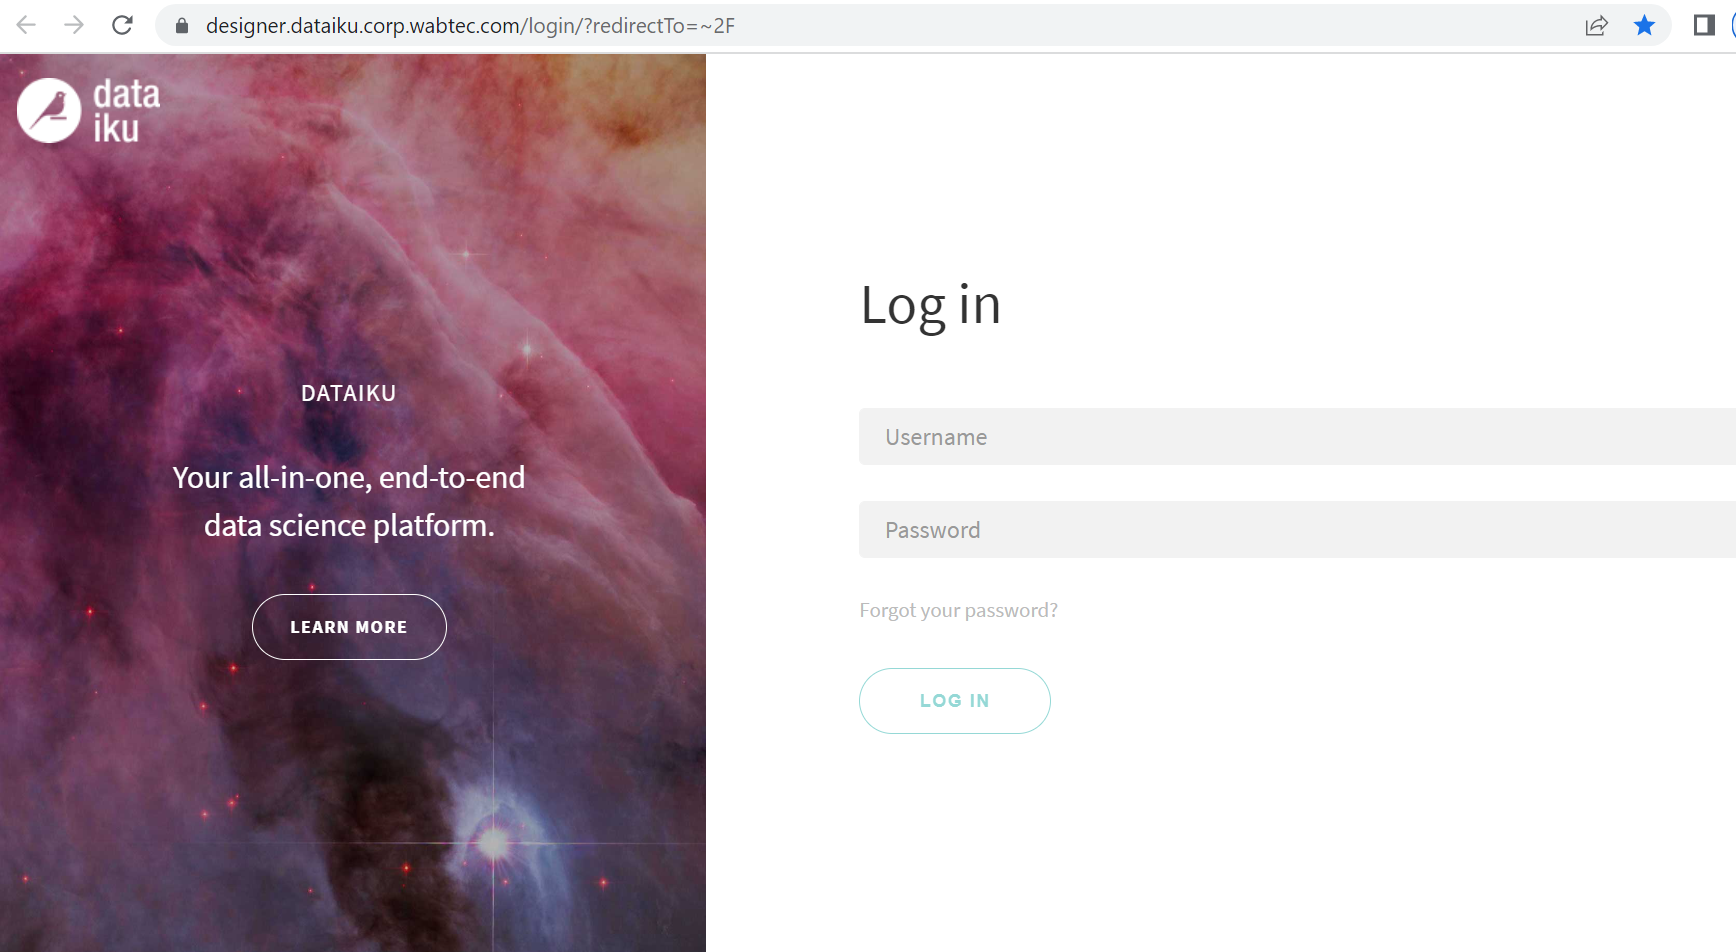 designer.dataiku.corp.wabtec.com/login/?redirectTo=~2F
data
iku
DATAIKU
Your all-in-one, end-to-end
data science platform.
LEARN MORE
Log in
Username
Password
Forgot your password?
LOG IN